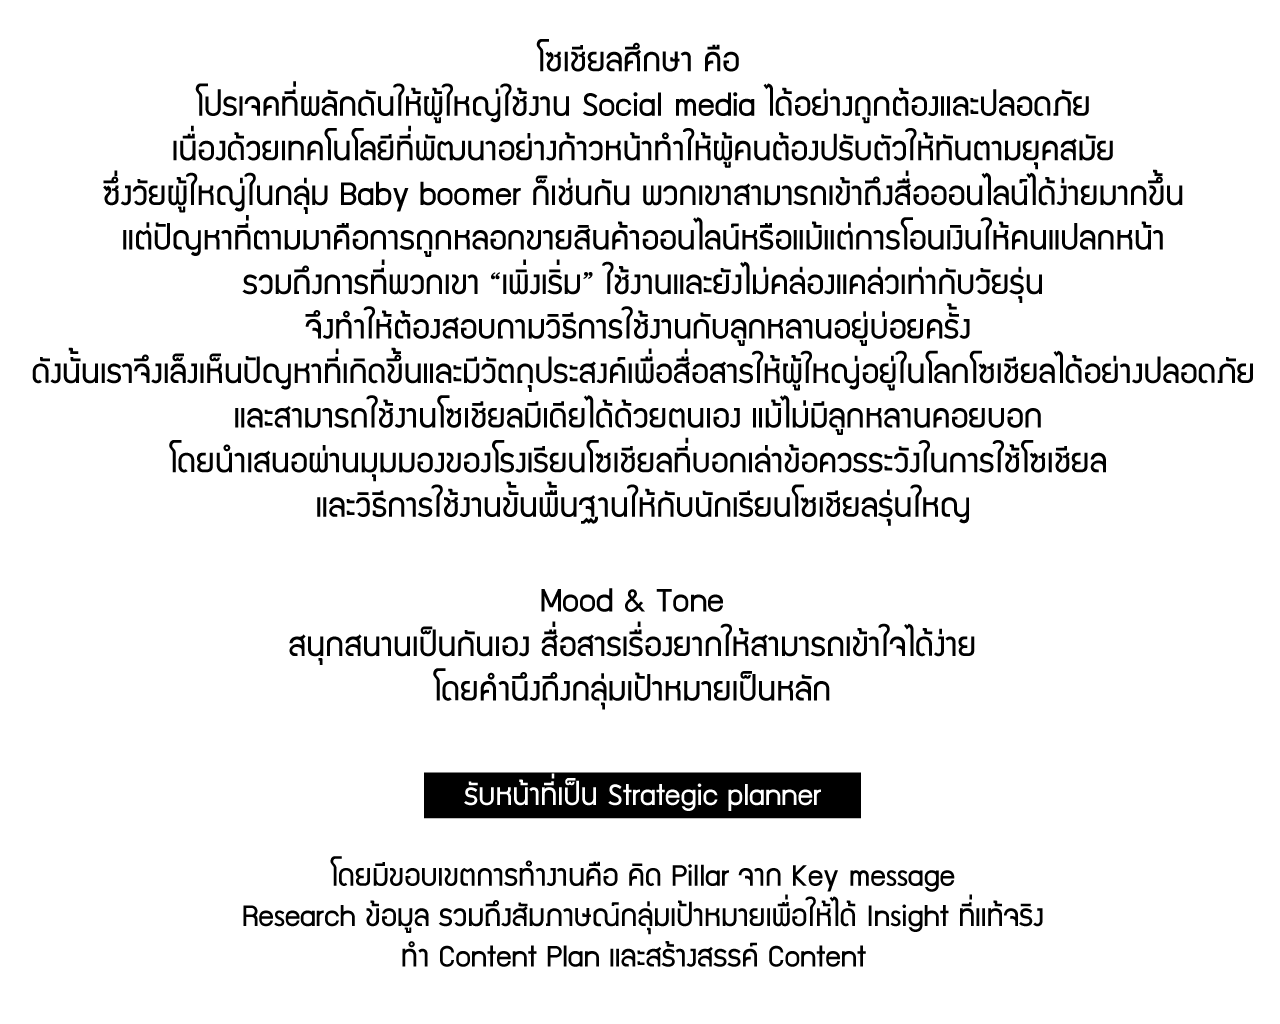 โซเชียลศึกษา คือ
โปรเจคที่ผลักดันให้ผู้ใหญ่ใช้งาน Social media ได้อย่างถูกต้องและปลอดภัย
เนื่องด้วยเทคโนโลยีที่พัฒนาอย่างก้าวหน้าทำให้ผู้คนต้องปรับตัวให้ทันตามยุคสมัย
ซึ่งวัยผู้ใหญ่ในกลุ่ม Baby boomer ก็เช่นกัน พวกเขาสามารถเข้าถึงสื่อออนไลน์ได้ง่ายมากขึ้น
แต่ปัญหาที่ตามมาคือการถูกหลอกขายสินค้าออนไลน์หรือแม้แต่การโอนเงินให้คนแปลกหน้า
รวมถึงการที่พวกเขา “เพิ่งเริ่ม” ใช้งานและยังไม่คล่องแคล่วเท่ากับวัยรุ่น
จึงทำให้ต้องสอบถามวิธีการใช้งานกับลูกหลานอยู่บ่อยครั้ง
ดังนั้นเราจึงเล็งเห็นปัญหาที่เกิดขึ้นและมีวัตถุประสงค์เพื่อสื่อสารให้ผู้ใหญ่อยู่ในโลกโซเชียลได้อย่างปลอดภัย
และสามารถใช้งานโซเชียลมีเดียได้ด้วยตนเอง แม้ไม่มีลูกหลานคอยบอก
โดยนำเสนอผ่านมุมมองของโรงเรียนโซเชียลที่บอกเล่าข้อควรระวังในการใช้โซเชียล
และวิธีการใช้งานขั้นพื้นฐานให้กับนักเรียนโซเชียลรุ่นใหญ่
Mood & Tone
สนุกสนานเป็นกันเอง สื่อสารเรื่องยากให้สามารถเข้าใจได้ง่าย
โดยคำนึงถึงกลุ่มเป้าหมายเป็นหลัก
รับหน้าที่เป็น Strategic planner
โดยมีขอบเขตการทำงานคือ คิด Pillar จาก Key message
Research ข้อมูล รวมถึงสัมภาษณ์กลุ่มเป้าหมายเพื่อให้ได้ Insight ที่แท้จริง
ทำ Content Plan และสร้างสรรค์ Content